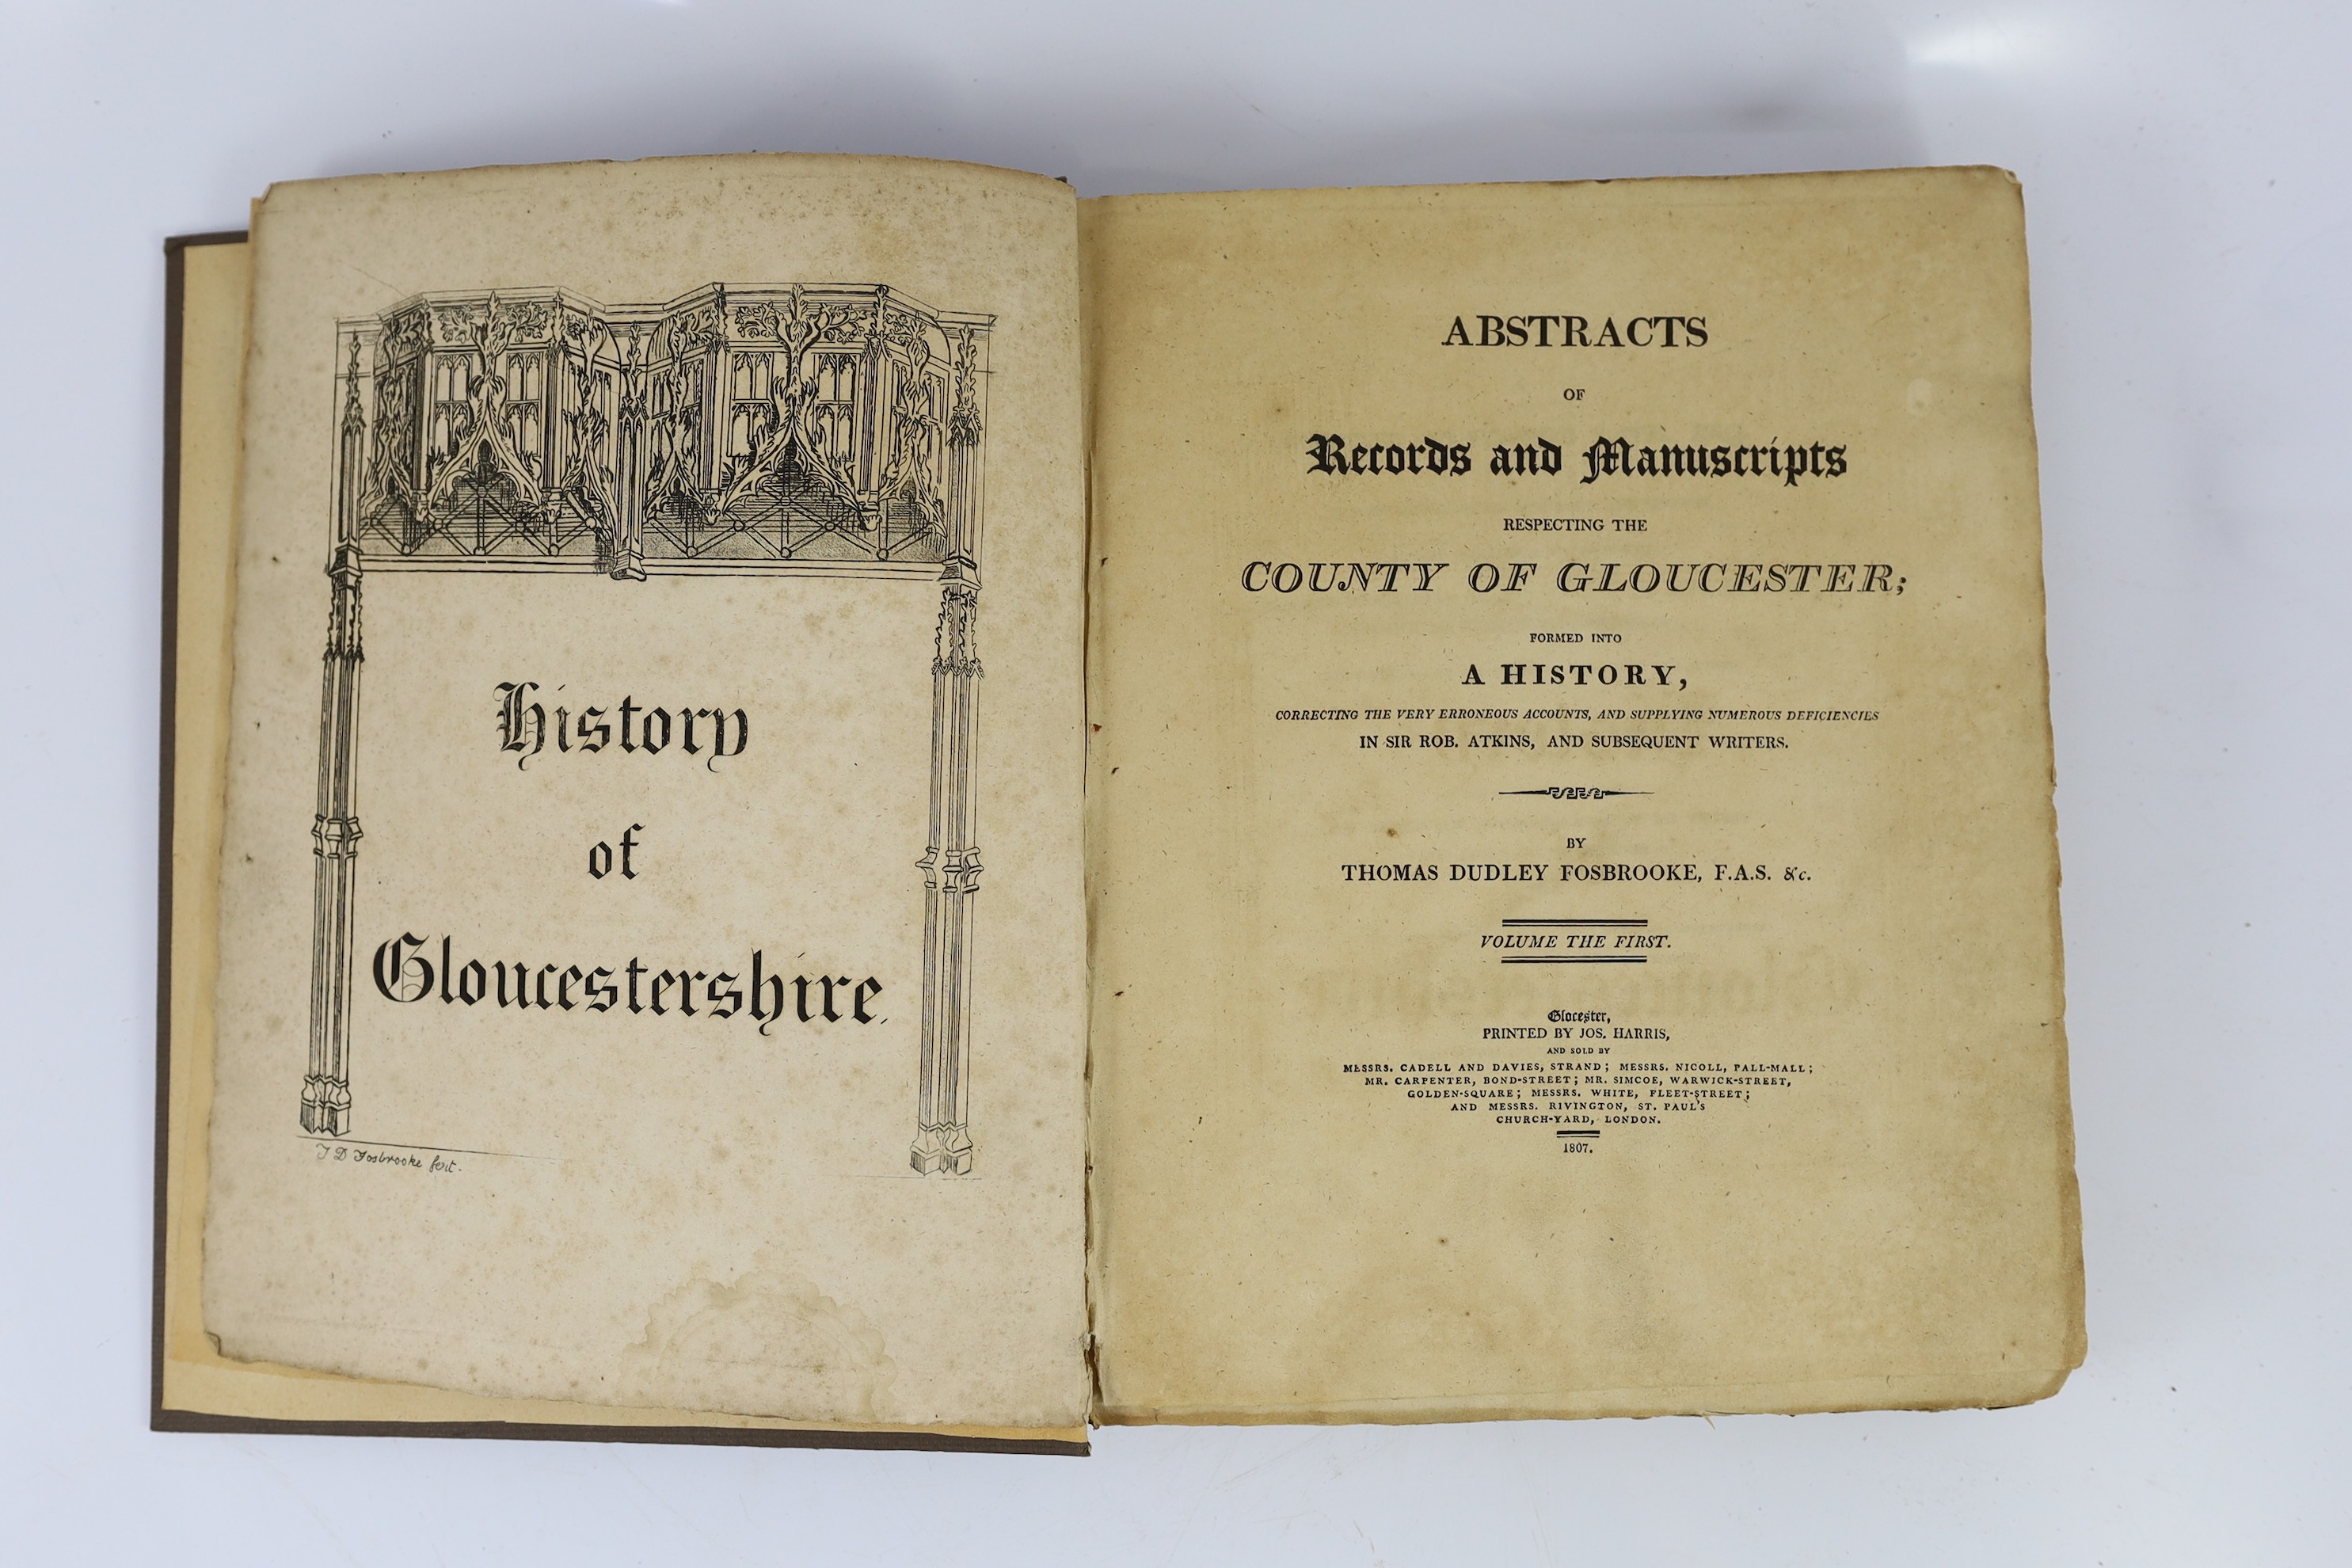 History
of
Gloucestershire.
T D Fosbrooke fect.
ABSTRACTS
OF
Records and Manuscripts
RESPECTING THE
COUNTY OF GLOUCESTER;
FORMED INTO
A HISTORY,
CORRECTING THE VERY ERRONEOUS ACCOUNTS, AND SUPPLYING NUMEROUS DEFICIENCIES
IN SIR ROB. ATKINS, AND SUBSEQUENT WRITERS.
BY
THOMAS DUDLEY FOSBROOKE, F.A.S. &c.
VOLUME THE FIRST.
Glocester,
PRINTED BY JOS. HARRIS,
AND SOLD BY
MESSRS. CADELL AND DAVIES, STRAND; MESSRS. NICOLL, PALL-MALL;
MR. CARPENTER, BOND-STREET; MR. SIMCOE, WARWICK-STREET,
GOLDEN-SQUARE; MESSRS. WHITE, FLEET-STREET;
AND MESSRS. RIVINGTON, ST. PAUL'S
CHURCH-YARD, LONDON.
1807.